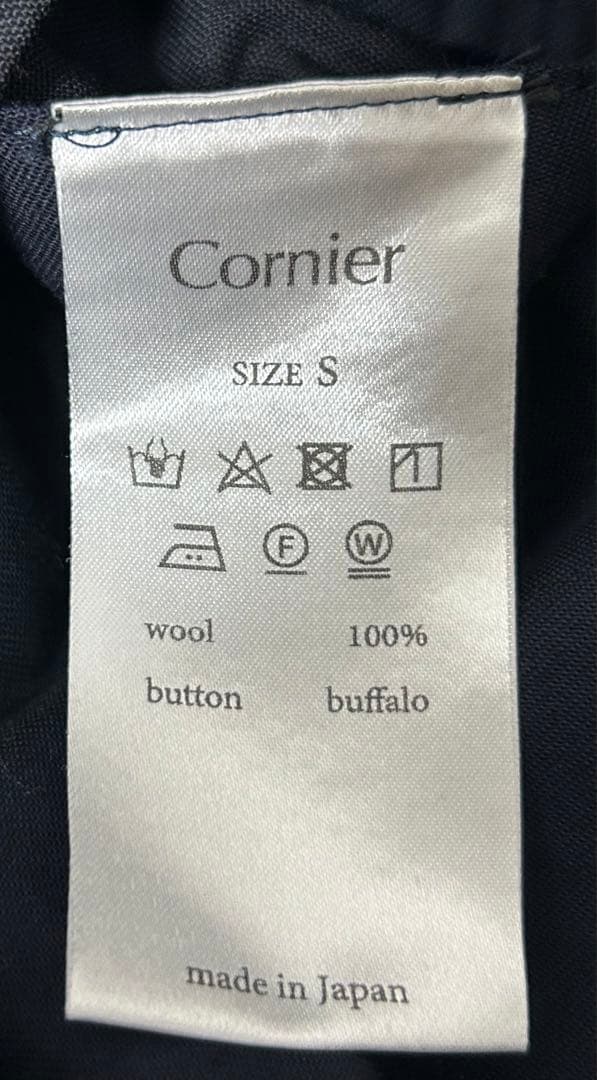 Cornier
SIZE S
F W
wool 100%
button buffalo
made in Japan